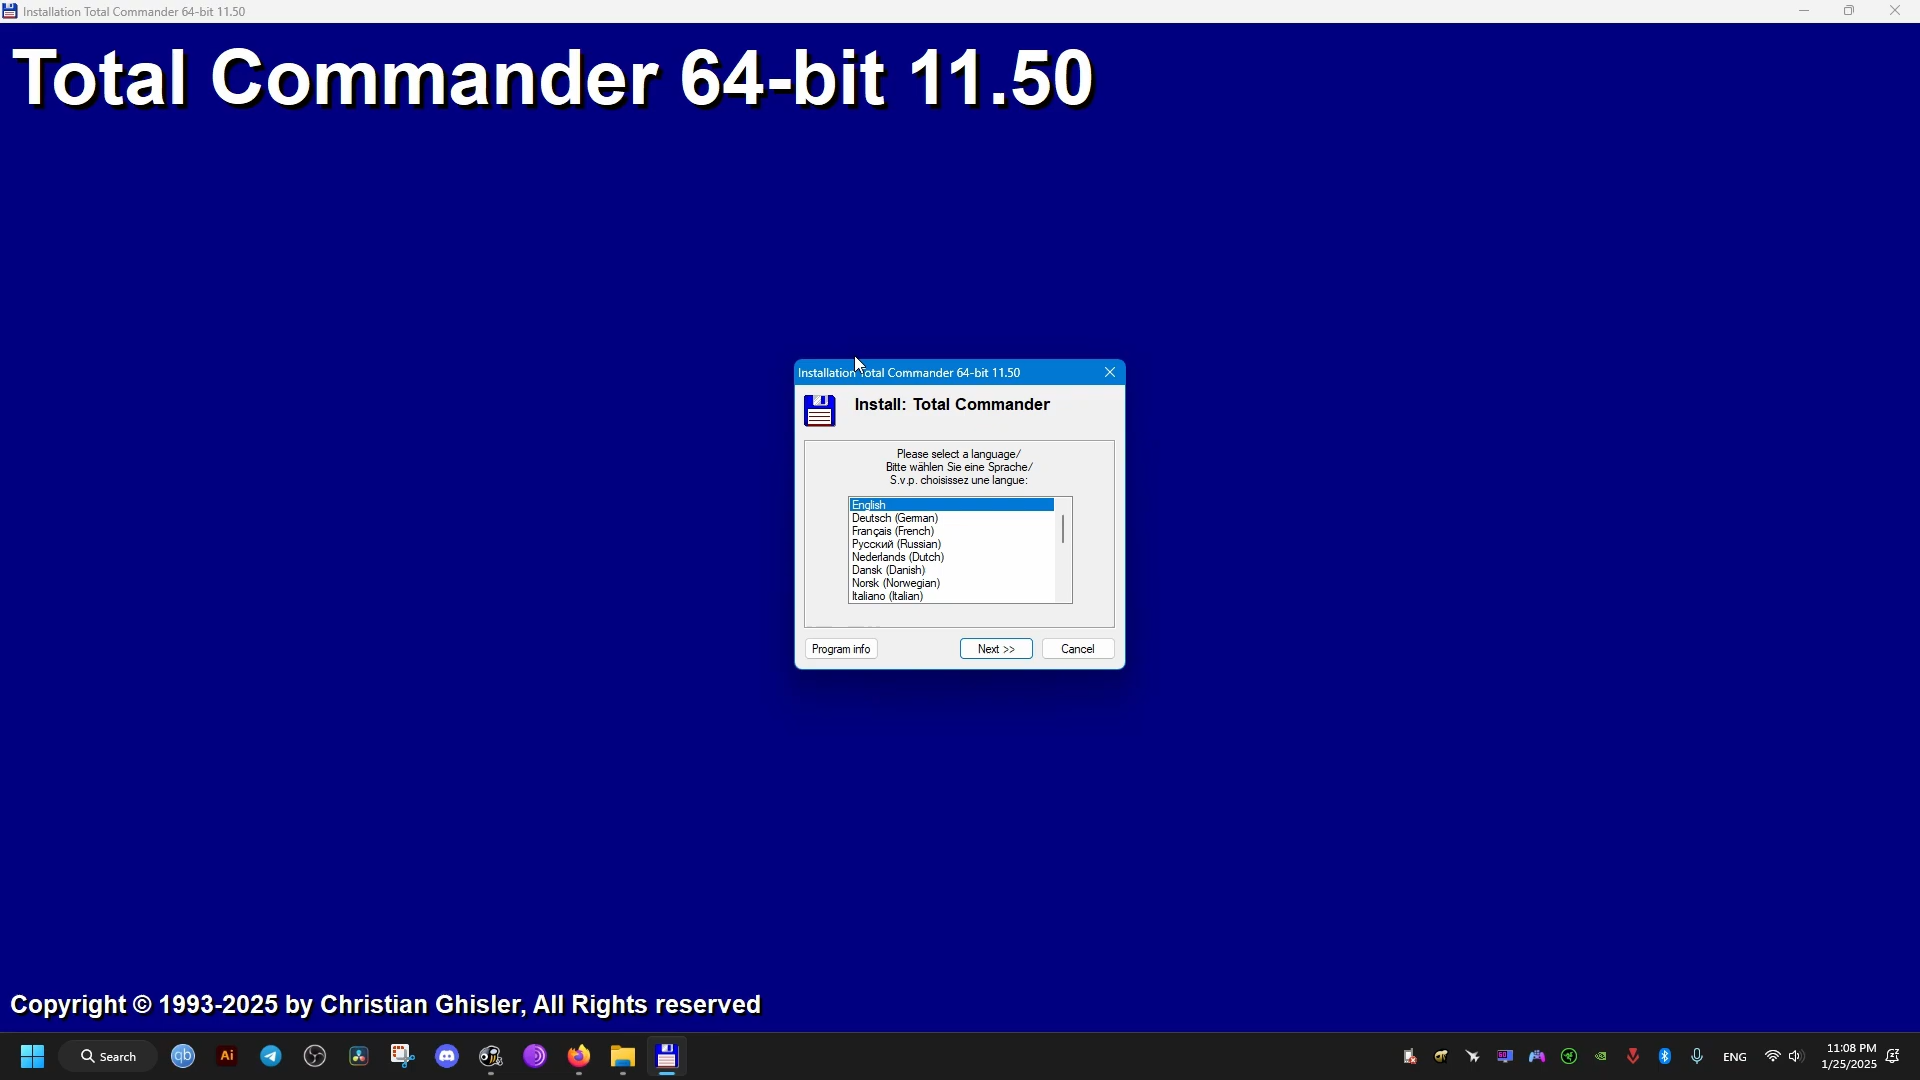 Installation Total Commander 64-bit 11.50
Total Commander 64-bit 11.50
Installation Total Commander 64-bit 11.50
Install: Total Commander
Please select a language/
Bitte wählen Sie eine Sprache/
S.v.p. choisissez une langue:
English
Deutsch (German)
Français (French)
Русский (Russian)
Nederlands (Dutch)
Dansk (Danish)
Norsk (Norwegian)
Italiano (Italian)
Program info
Next >>
Cancel
Copyright © 1993-2025 by Christian Ghisler, All Rights reserved
Search
qb
Ai
ENG
11:08 PM
1/25/2025